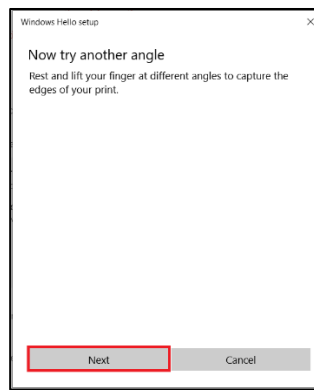 Windows Hello setup
Now try another angle
Rest and lift your finger at different angles to capture the
edges of your print.
Next
Cancel